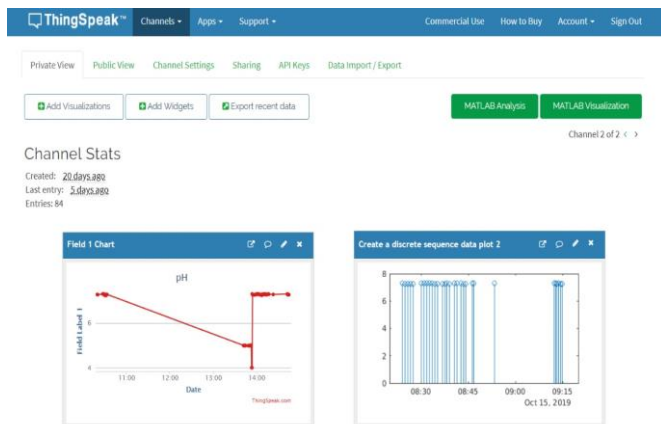 ThingSpeak™ Channels Apps Support Commercial Use How to Buy Account Sign Out
Private View Public View Channel Settings Sharing API Keys Data Import / Export
Add Visualizations Add Widgets Export recent data MATLAB Analysis MATLAB Visualization
Channel 2 of 2 < >
Channel Stats
Created: 20 days ago
Last entry: 5 days ago
Entries: 84
Field 1 Chart
pH
Field Label 1
6
4
11:00 12:00 13:00 14:00
Date
ThingSpeak.com
Create a discrete sequence data plot 2
8
6
4
2
0
08:30 08:45 09:00 09:15
Oct 15, 2019